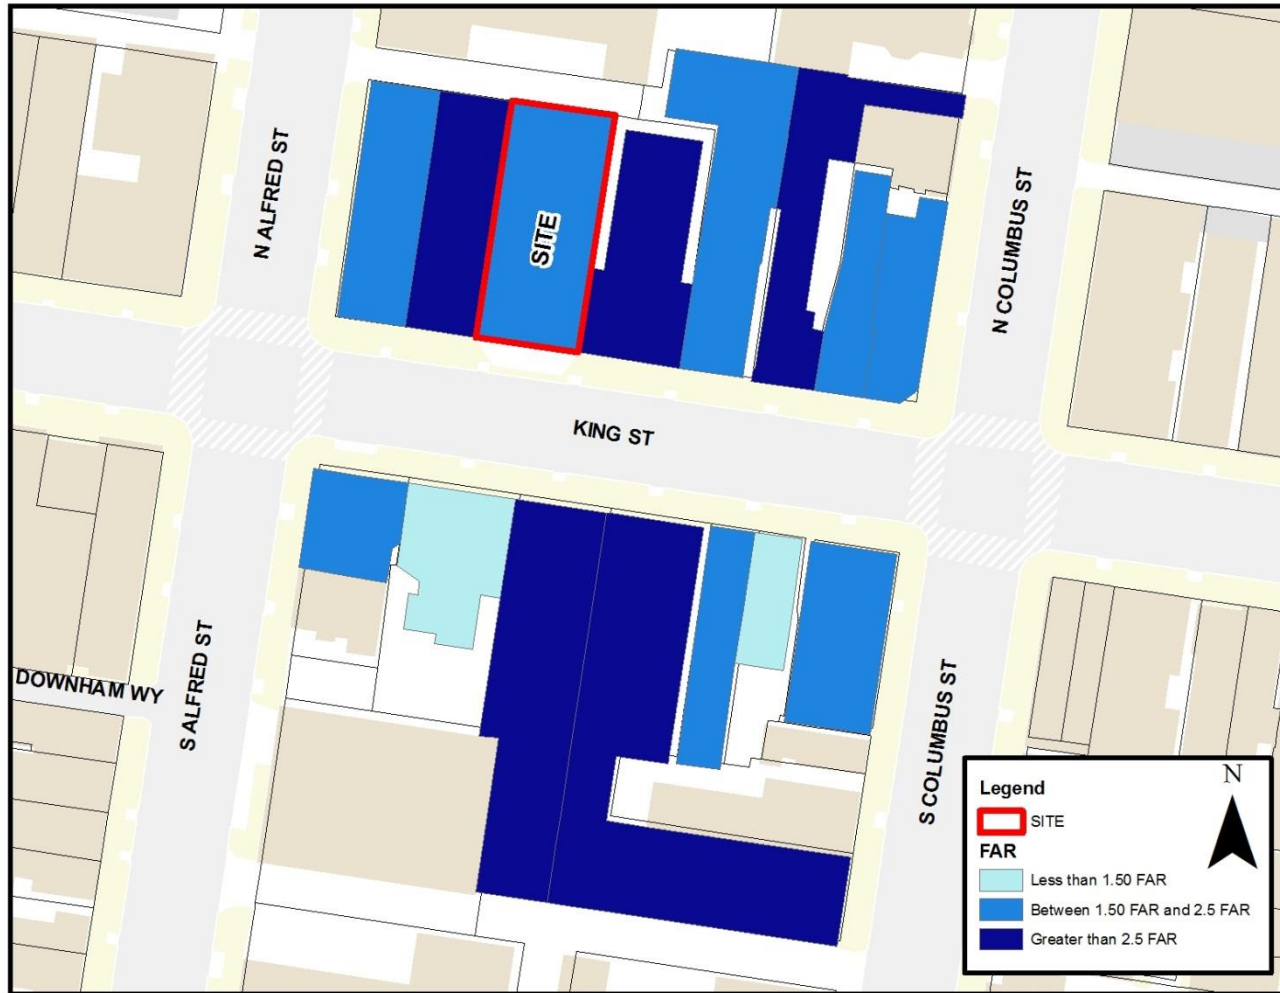 N ALFRED ST
SITE
N COLUMBUS ST
KING ST
DOWNHAM WY
S ALFRED ST
S COLUMBUS ST
N
Legend
SITE
FAR
Less than 1.50 FAR
Between 1.50 FAR and 2.5 FAR
Greater than 2.5 FAR